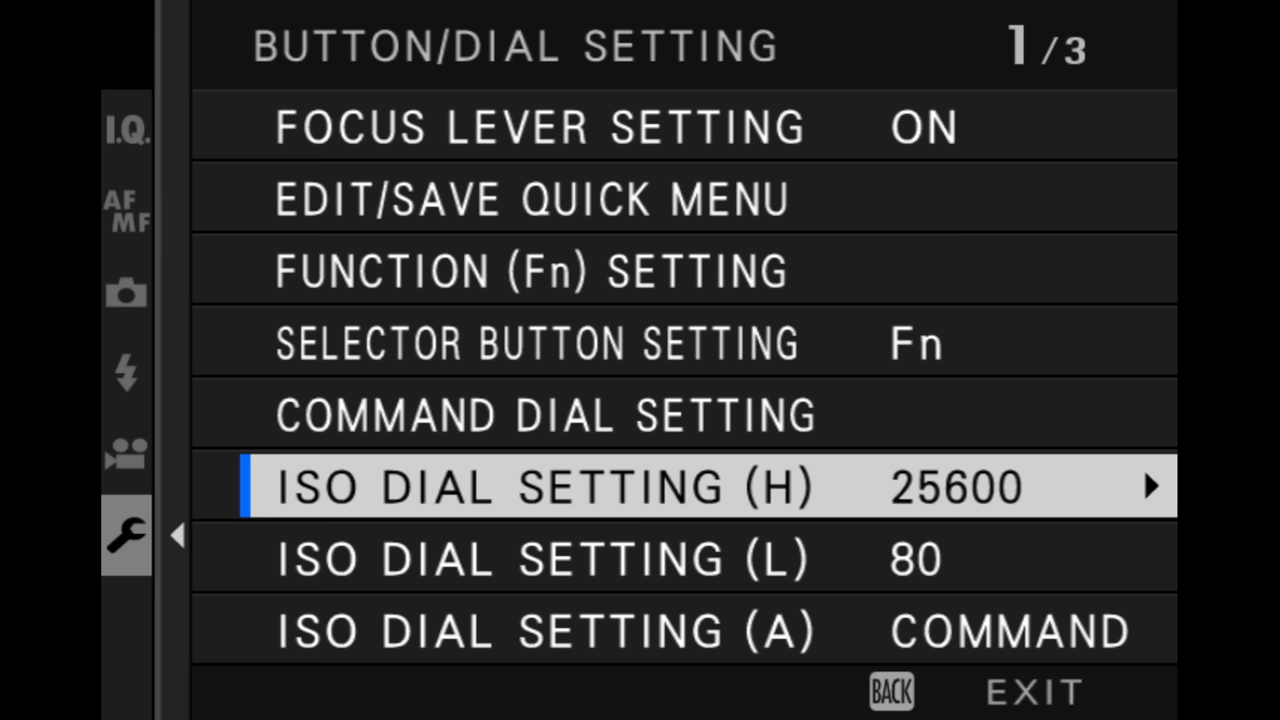 BUTTON/DIAL SETTING 1/3
I.Q.
AF
MF
FOCUS LEVER SETTING ON
EDIT/SAVE QUICK MENU
FUNCTION (Fn) SETTING
SELECTOR BUTTON SETTING Fn
COMMAND DIAL SETTING
ISO DIAL SETTING (H) 25600
ISO DIAL SETTING (L) 80
ISO DIAL SETTING (A) COMMAND
BACK EXIT